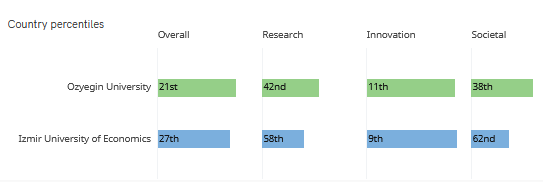 Country percentiles
Overall Research Innovation Societal
Ozyegin University 21st 42nd 11th 38th
Izmir University of Economics 27th 58th 9th 62nd